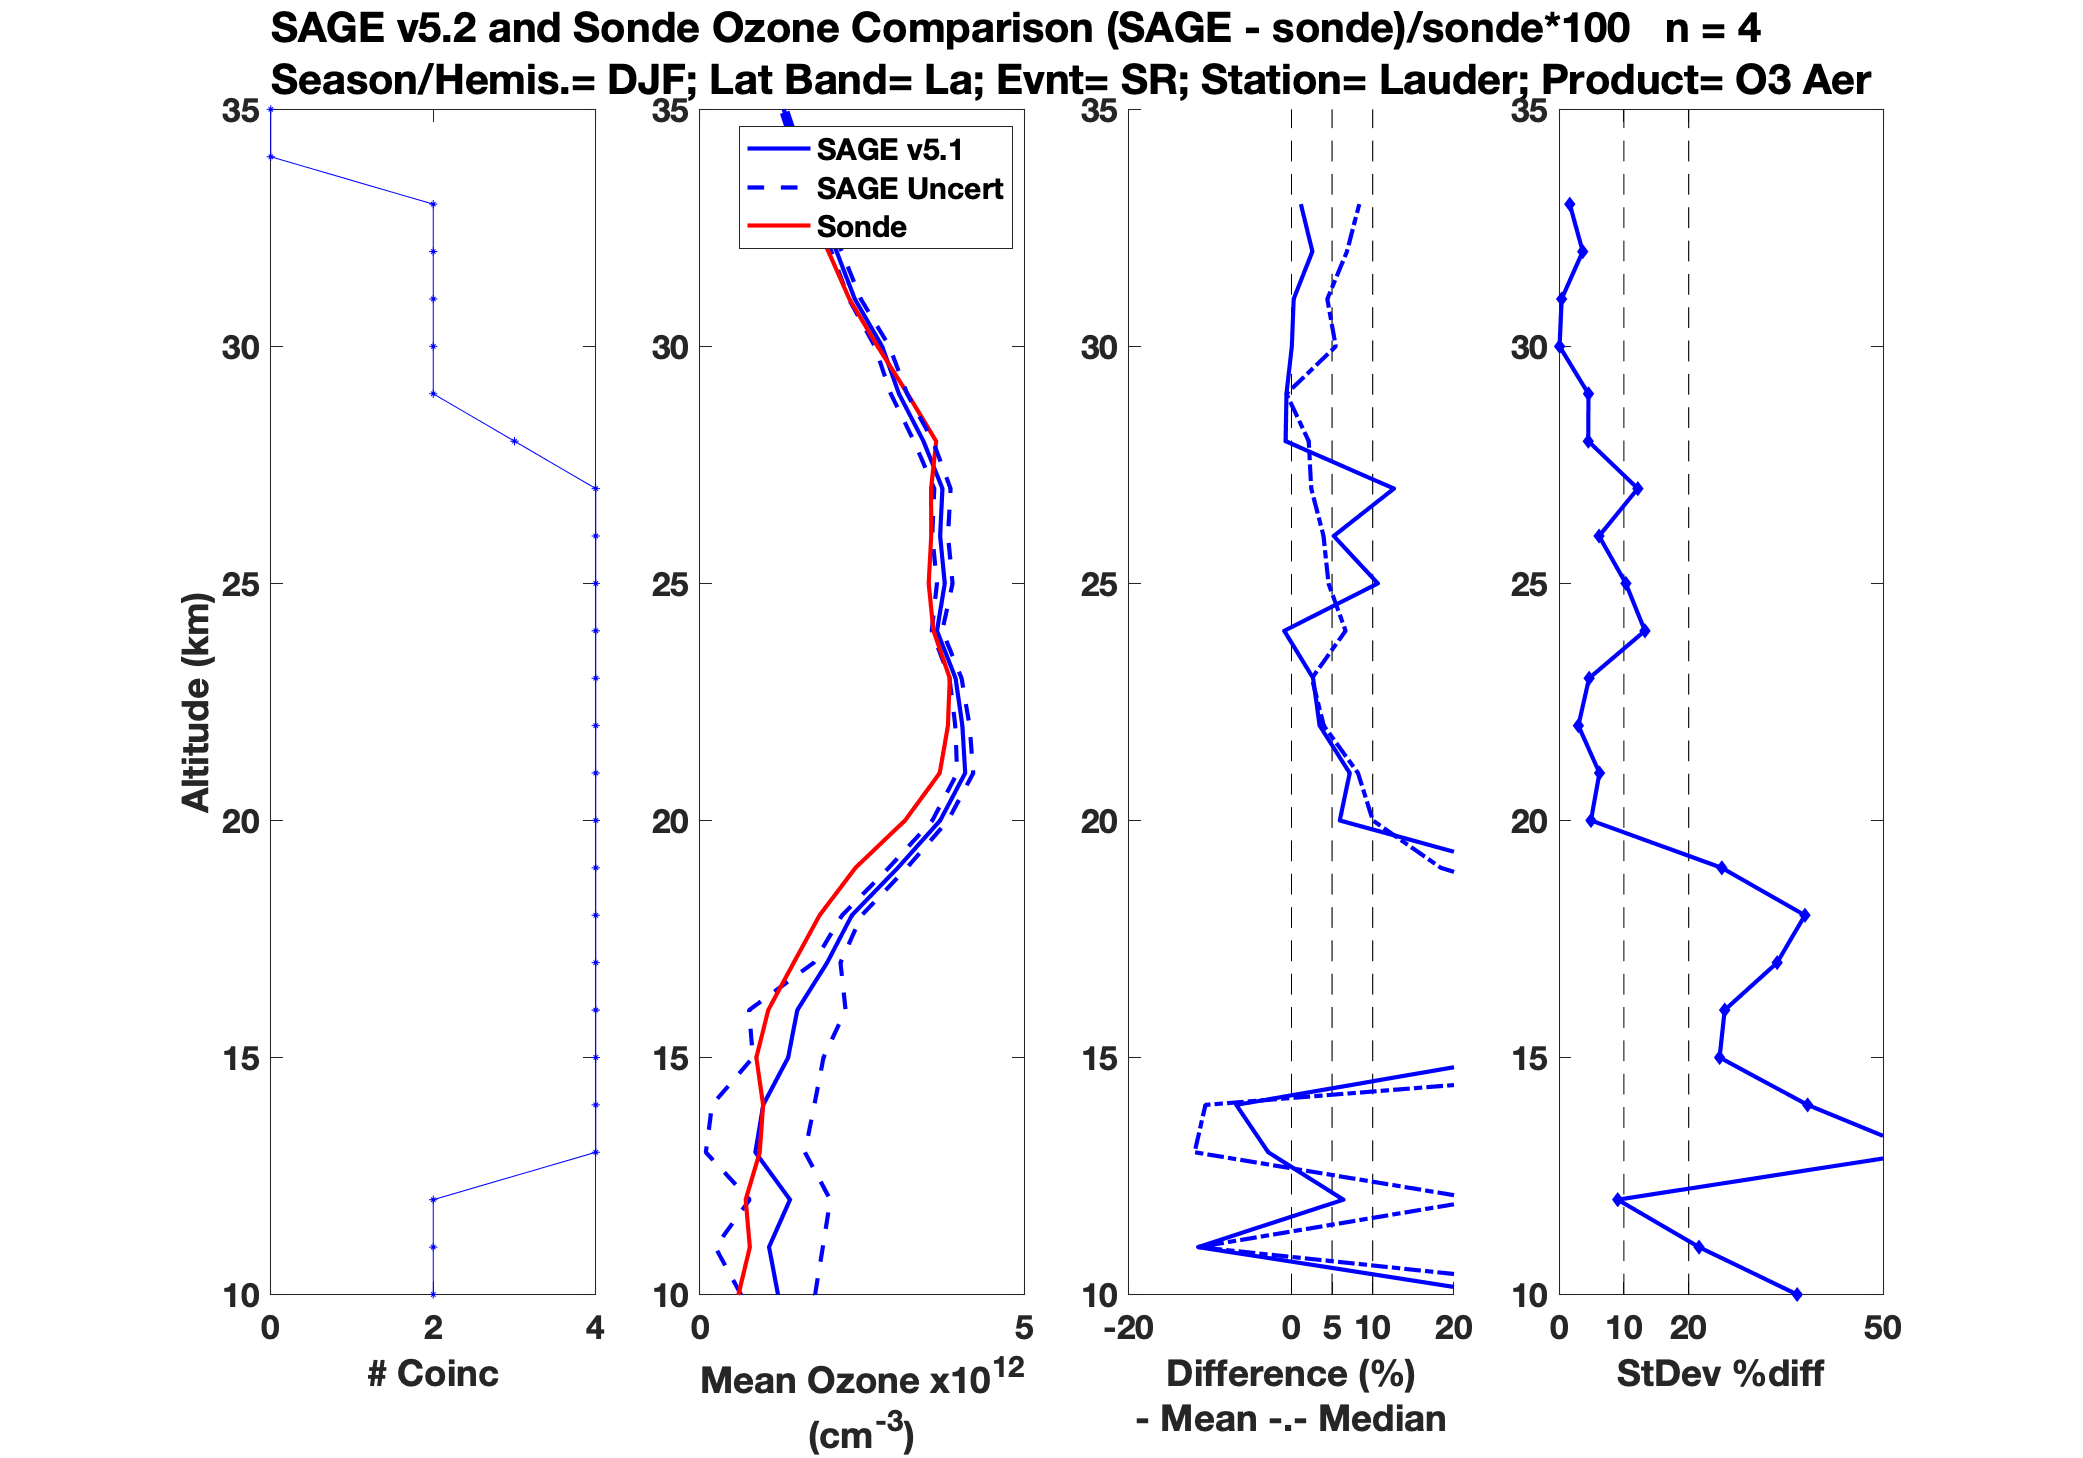 SAGE v5.2 and Sonde Ozone Comparison (SAGE - sonde)/sonde*100 n = 4
Season/Hemis.= DJF; Lat Band= La; Evnt= SR; Station= Lauder; Product= O3 Aer
Altitude (km)
35
30
25
20
15
10
0 2 4
# Coinc
35
30
25
20
15
10
0 5
Mean Ozone x10^12
(cm^-3)
SAGE v5.1
SAGE Uncert
Sonde
35
30
25
20
15
10
-20 0 5 10 20
Difference (%)
- Mean -.- Median
35
30
25
20
15
10
0 10 20 50
StDev %diff